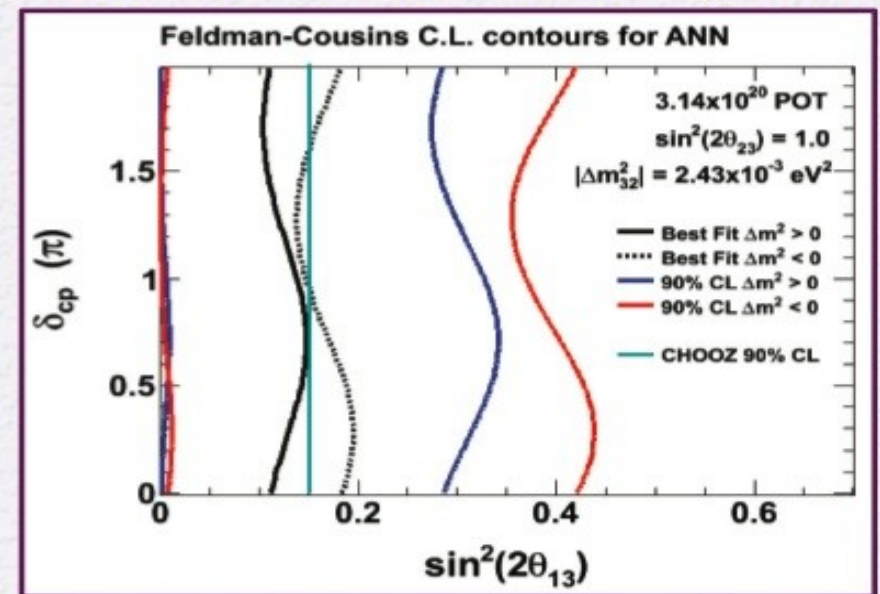 Feldman-Cousins C.L. contours for ANN
3.14x10²⁰ POT
sin²(2θ₂₃) = 1.0
|Δm²₃₂| = 2.43x10⁻³ eV²
Best Fit Δm² > 0
Best Fit Δm² < 0
90% CL Δm² > 0
90% CL Δm² < 0
CHOOZ 90% CL
δcp (π)
1.5
1
0.5
0
0 0.2 0.4 0.6
sin²(2θ₁₃)